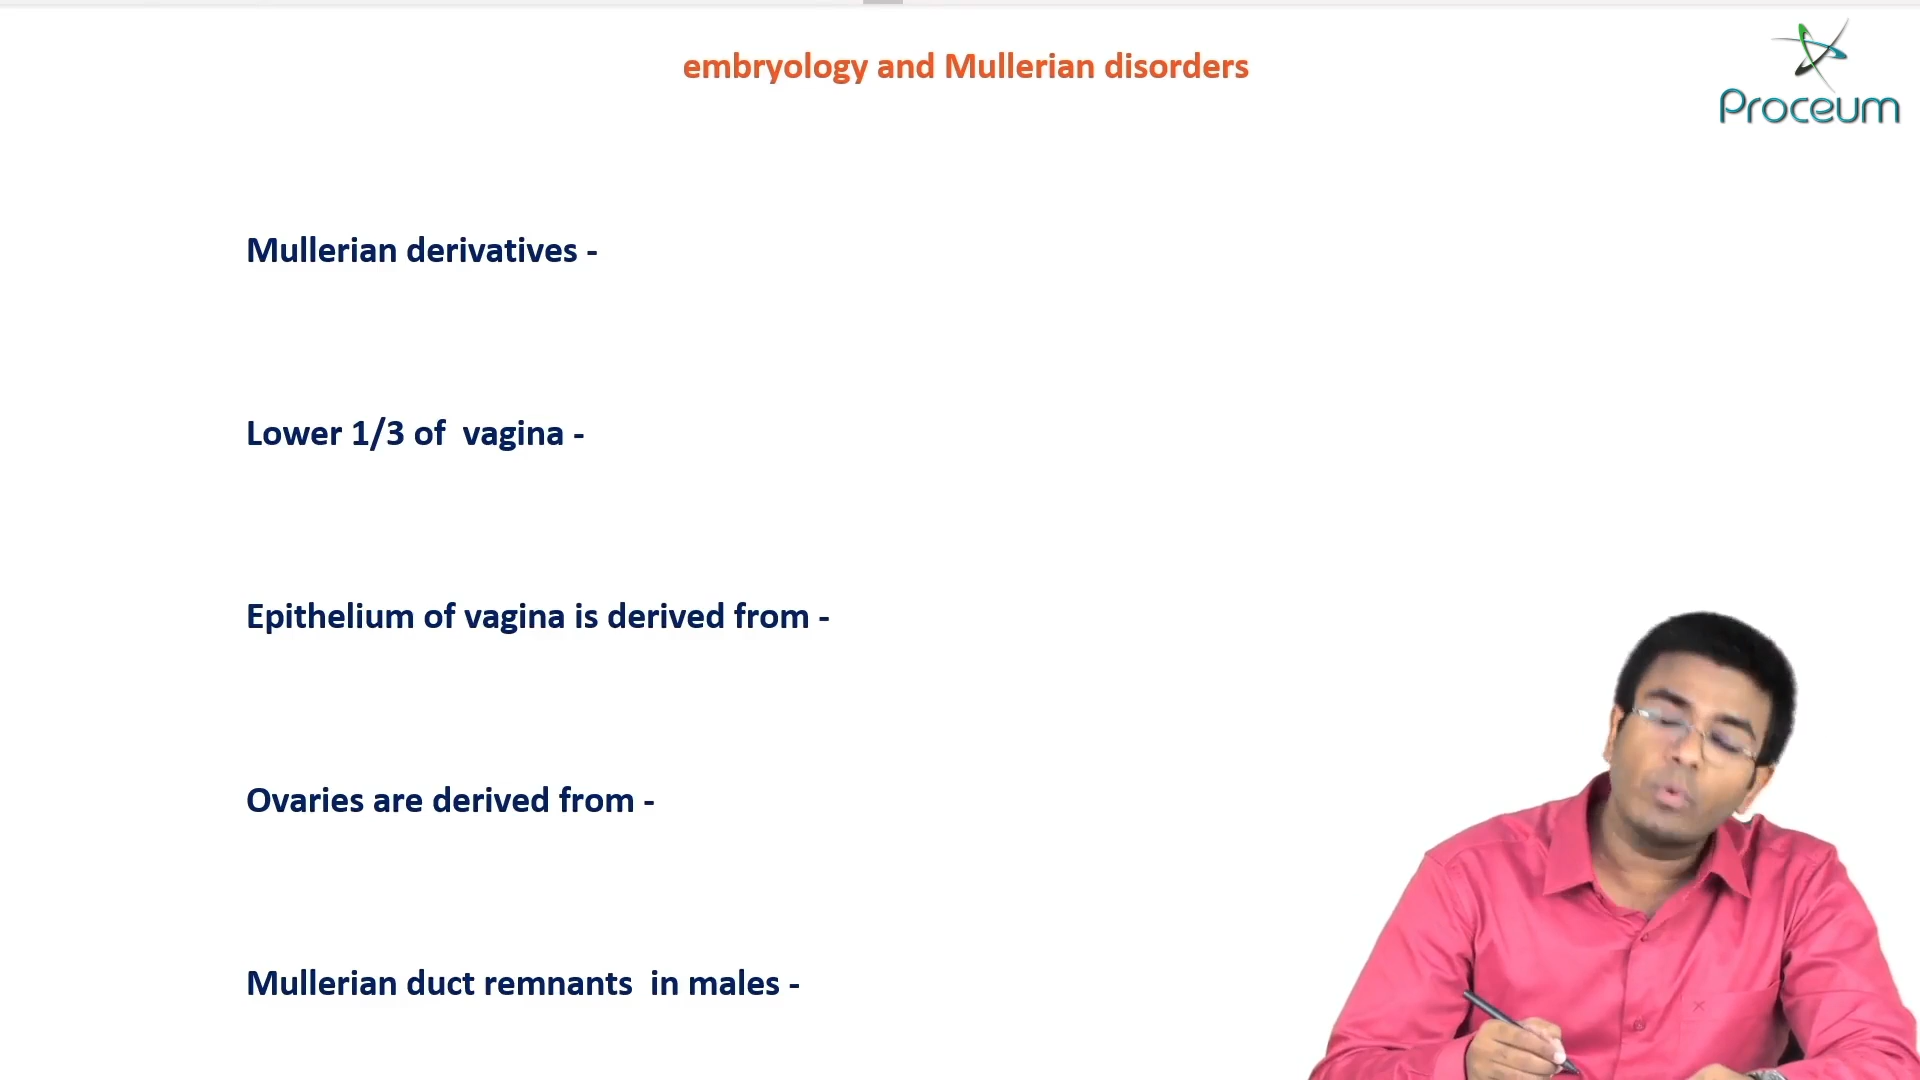 embryology and Mullerian disorders
Proceum
Mullerian derivatives -
Lower 1/3 of vagina -
Epithelium of vagina is derived from -
Ovaries are derived from -
Mullerian duct remnants in males -